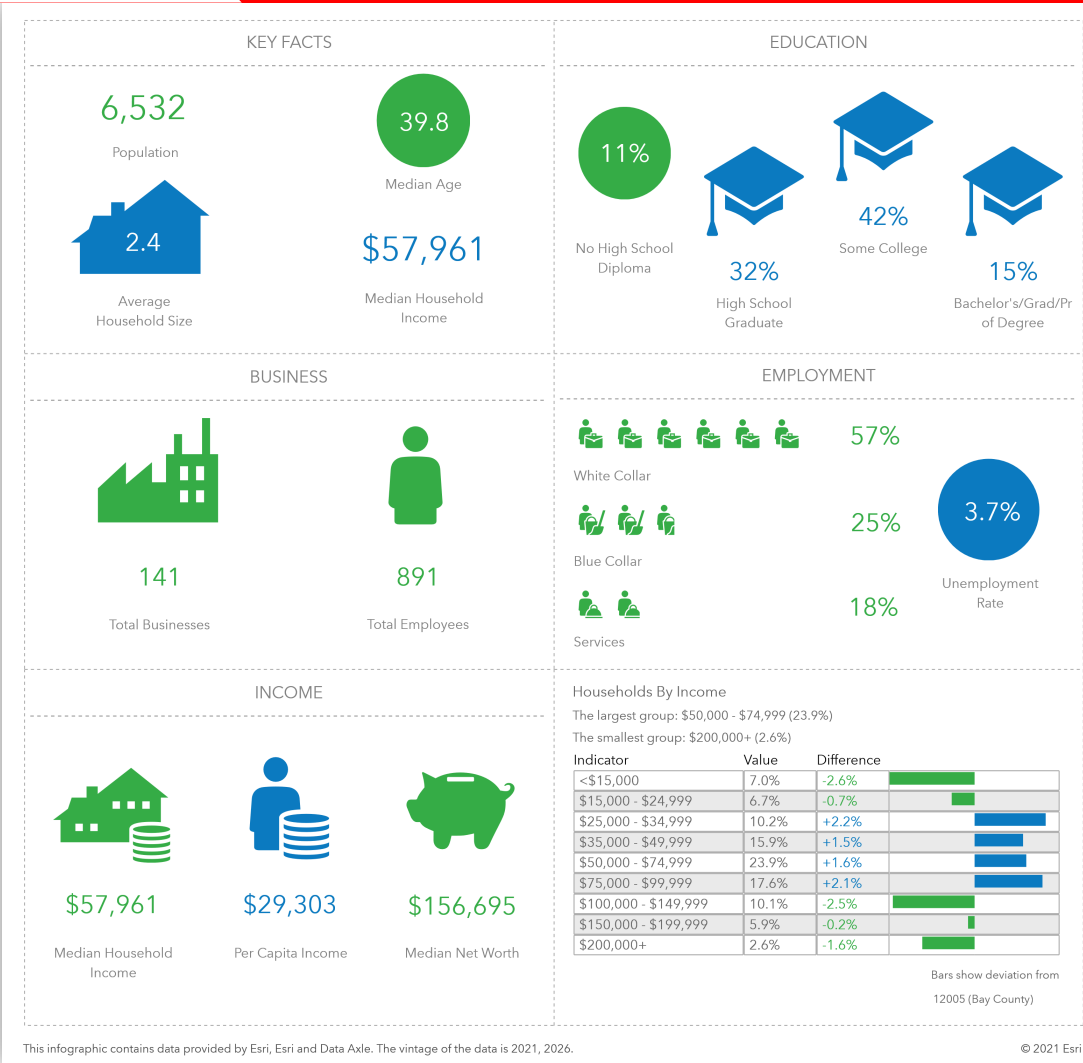 KEY FACTS
6,532
Population
39.8
Median Age
2.4
Average
Household Size
$57,961
Median Household
Income
EDUCATION
11%
No High School
Diploma
32%
High School
Graduate
42%
Some College
15%
Bachelor's/Grad/Pr
of Degree
BUSINESS
141
Total Businesses
891
Total Employees
EMPLOYMENT
57%
White Collar
25%
Blue Collar
18%
Services
3.7%
Unemployment
Rate
INCOME
$57,961
Median Household
Income
$29,303
Per Capita Income
$156,695
Median Net Worth
Households By Income
The largest group: $50,000 - $74,999 (23.9%)
The smallest group: $200,000+ (2.6%)
Indicator Value Difference
<$15,000 7.0% -2.6%
$15,000 - $24,999 6.7% -0.7%
$25,000 - $34,999 10.2% +2.2%
$35,000 - $49,999 15.9% +1.5%
$50,000 - $74,999 23.9% +1.6%
$75,000 - $99,999 17.6% +2.1%
$100,000 - $149,999 10.1% -2.5%
$150,000 - $199,999 5.9% -0.2%
$200,000+ 2.6% -1.6%
Bars show deviation from
12005 (Bay County)
This infographic contains data provided by Esri, Esri and Data Axle. The vintage of the data is 2021, 2026.
© 2021 Esri